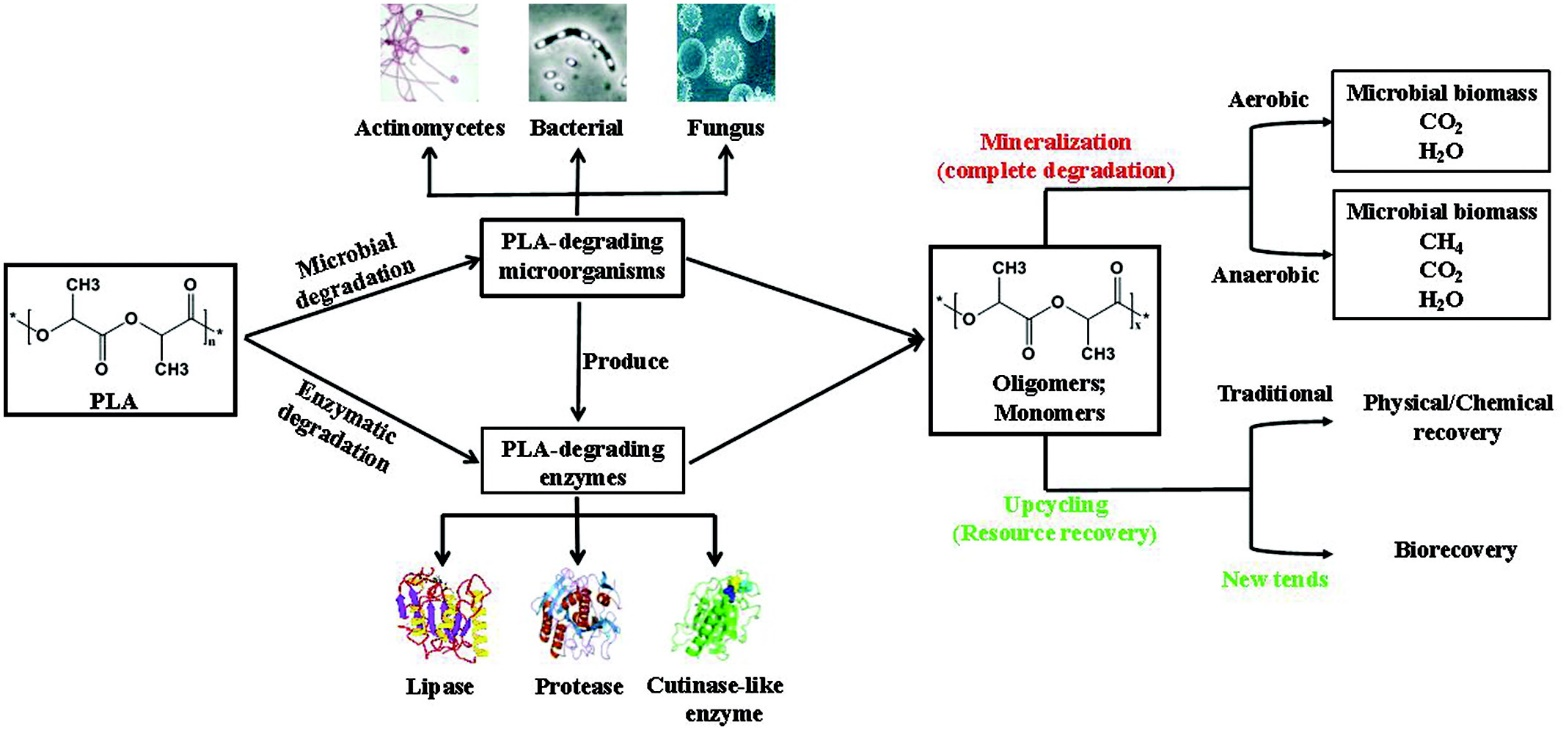 Actinomycetes
Bacterial
Fungus
Microbial
degradation
PLA-degrading
microorganisms
CH3
O
O
O
O
CH3
* [ ]n *
PLA
Produce
Enzymatic
degradation
PLA-degrading
enzymes
Lipase
Protease
Cutinase-like
enzyme
CH3
O
O
O
O
CH3
* [ ]x *
Oligomers;
Monomers
Mineralization
(complete degradation)
Aerobic
Microbial biomass
CO₂
H₂O
Anaerobic
Microbial biomass
CH₄
CO₂
H₂O
Upcycling
(Resource recovery)
Traditional
Physical/Chemical
recovery
Biorecovery
New tends